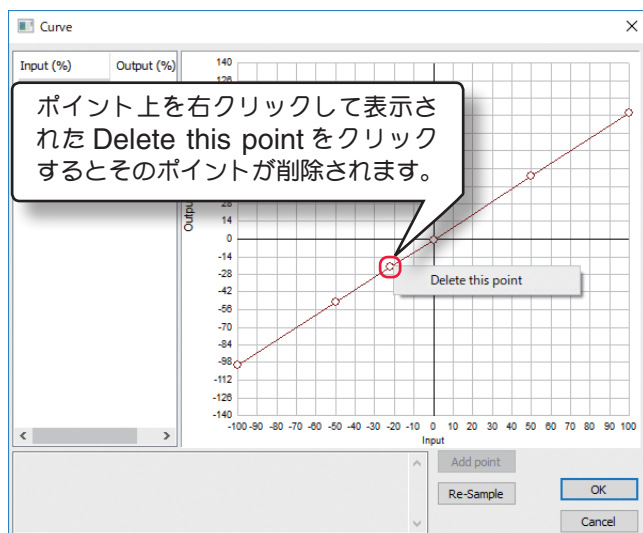 Curve
Input (%) Output (%)
ポイント上を右クリックして表示さ
れた Delete this point をクリック
するとそのポイントが削除されます。
140
14
0
-14
-28
-42
-56
-70
-84
-98
-112
-126
-140
-100 -90 -80 -70 -60 -50 -40 -30 -20 -10 0 10 20 30 40 50 60 70 80 90 100
Input
Delete this point
Add point
Re-Sample
OK
Cancel